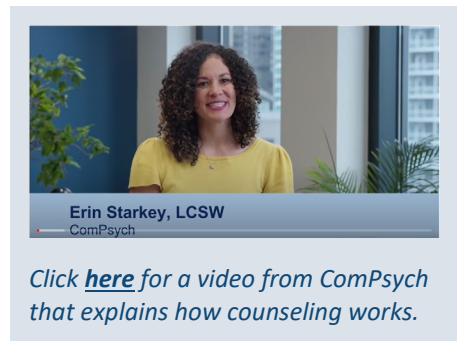 Erin Starkey, LCSW
ComPsych
Click here for a video from ComPsych
that explains how counseling works.